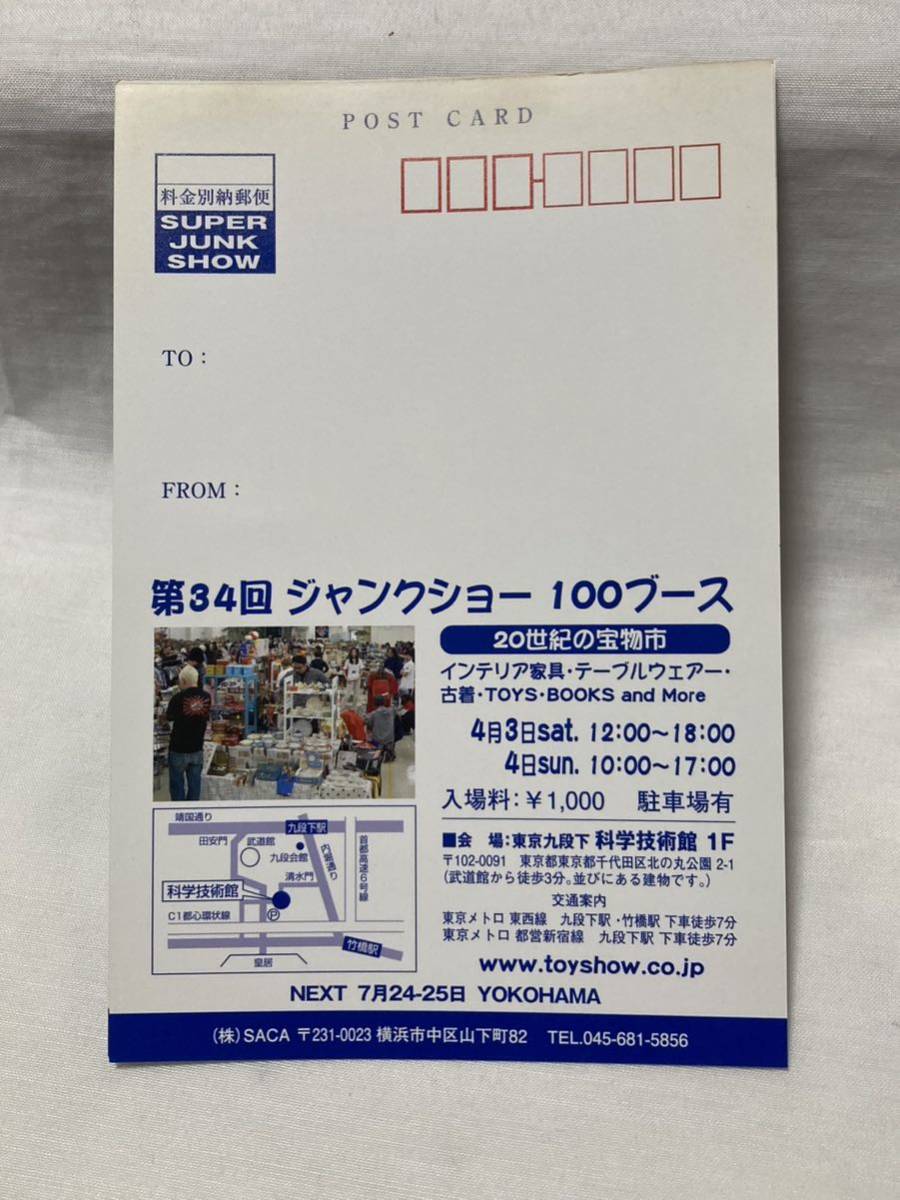 POST CARD
料金別納郵便
SUPER
JUNK
SHOW
TO:
FROM:
第34回 ジャンクショー 100ブース
20世紀の宝物市
インテリア家具・テーブルウェアー・
古着・TOYS・BOOKS and More
4月3日sat. 12:00〜18:00
4日sun. 10:00〜17:00
入場料:¥1,000 駐車場有
■会 場:東京九段下 科学技術館 1F
〒102-0091 東京都東京都千代田区北の丸公園 2-1
(武道館から徒歩3分。並びにある建物です。)
交通案内
東京メトロ 東西線 九段下駅・竹橋駅 下車徒歩7分
東京メトロ 都営新宿線 九段下駅 下車徒歩7分
www.toyshow.co.jp
靖国通り
田安門
武道館
九段下駅
九段会館
内堀通り
首都高速6号線
清水門
科学技術館
P
C1都心環状線
竹橋駅
皇居
NEXT 7月24-25日 YOKOHAMA
(株)SACA 〒231-0023 横浜市中区山下町82 TEL.045-681-5856